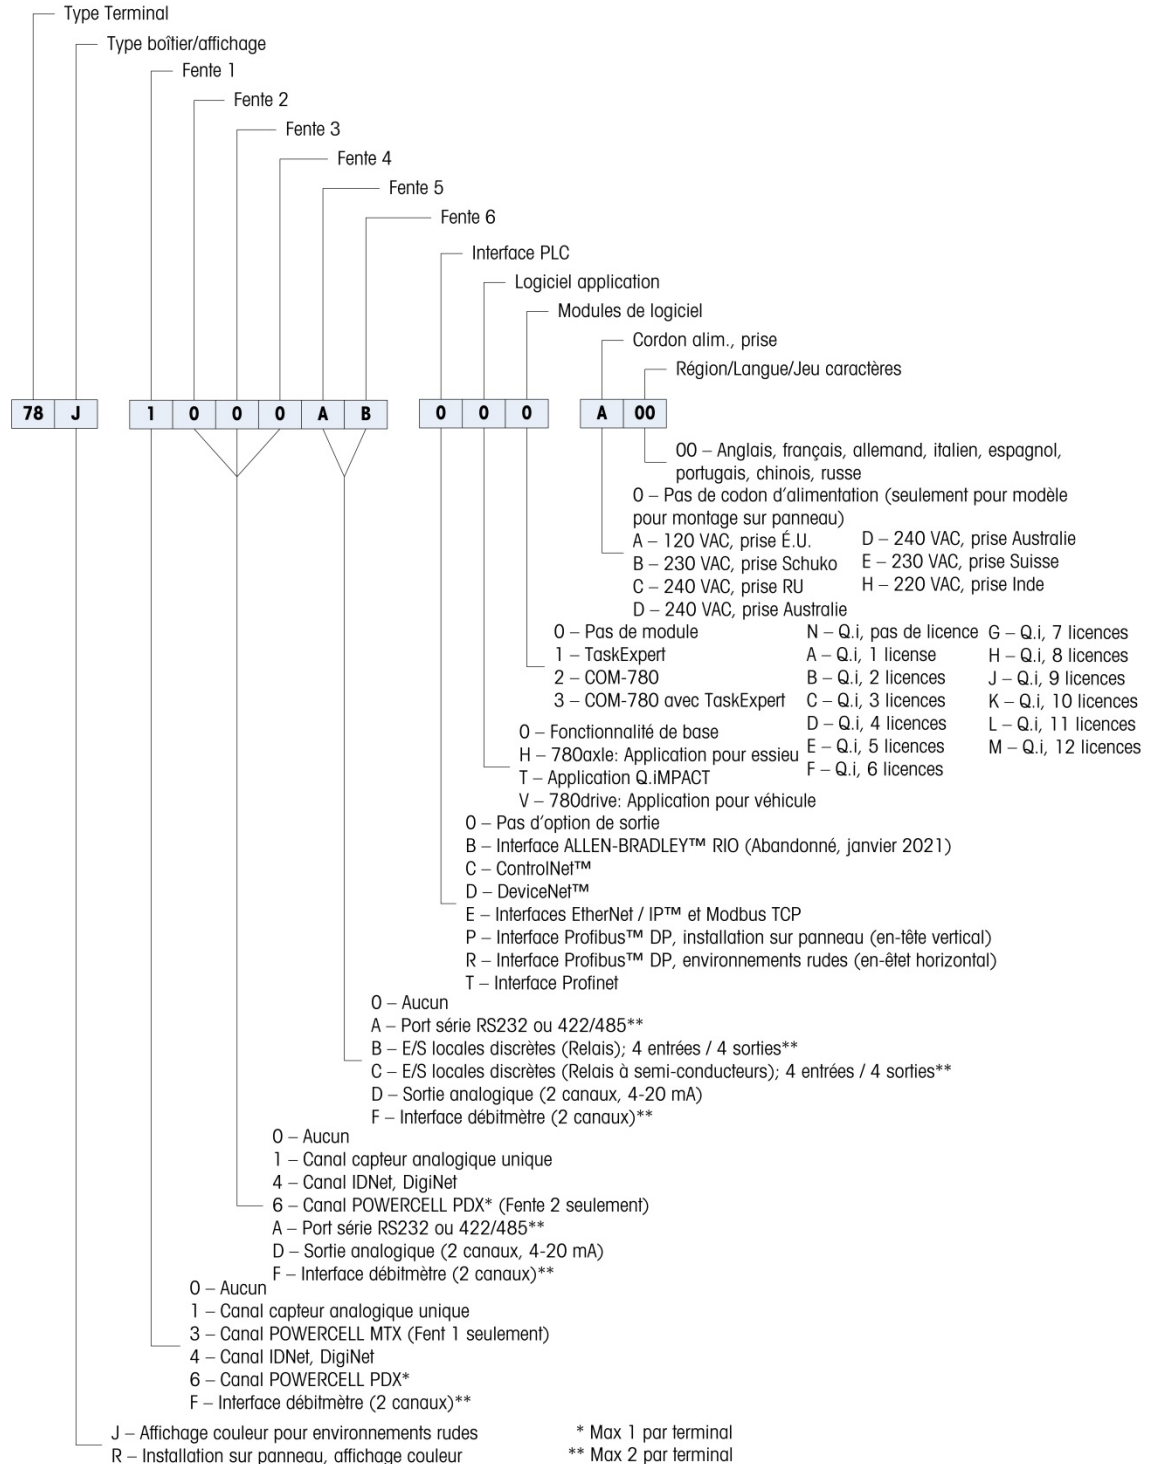 Type Terminal
Type boîtier/affichage
Fente 1
Fente 2
Fente 3
Fente 4
Fente 5
Fente 6
Interface PLC
Logiciel application
Modules de logiciel
Cordon alim., prise
Région/Langue/Jeu caractères
78 J 1 0 0 0 A B 0 0 0 A 00
00 – Anglais, français, allemand, italien, espagnol,
portugais, chinois, russe
0 – Pas de codon d'alimentation (seulement pour modèle
pour montage sur panneau)
A – 120 VAC, prise É.U.
B – 230 VAC, prise Schuko
C – 240 VAC, prise RU
D – 240 VAC, prise Australie
D – 240 VAC, prise Australie
E – 230 VAC, prise Suisse
H – 220 VAC, prise Inde
0 – Pas de module
1 – TaskExpert
2 – COM-780
3 – COM-780 avec TaskExpert
N – Q.i, pas de licence
A – Q.i, 1 license
B – Q.i, 2 licences
C – Q.i, 3 licences
D – Q.i, 4 licences
E – Q.i, 5 licences
F – Q.i, 6 licences
G – Q.i, 7 licences
H – Q.i, 8 licences
J – Q.i, 9 licences
K – Q.i, 10 licences
L – Q.i, 11 licences
M – Q.i, 12 licences
0 – Fonctionnalité de base
H – 780axle: Application pour essieu
T – Application Q.iMPACT
V – 780drive: Application pour véhicule
0 – Pas d'option de sortie
B – Interface ALLEN-BRADLEY™ RIO (Abandonné, janvier 2021)
C – ControlNet™
D – DeviceNet™
E – Interfaces EtherNet / IP™ et Modbus TCP
P – Interface Profibus™ DP, installation sur panneau (en-tête vertical)
R – Interface Profibus™ DP, environnements rudes (en-êtet horizontal)
T – Interface Profinet
0 – Aucun
A – Port série RS232 ou 422/485**
B – E/S locales discrètes (Relais); 4 entrées / 4 sorties**
C – E/S locales discrètes (Relais à semi-conducteurs); 4 entrées / 4 sorties**
D – Sortie analogique (2 canaux, 4-20 mA)
F – Interface débitmètre (2 canaux)**
0 – Aucun
1 – Canal capteur analogique unique
4 – Canal IDNet, DigiNet
6 – Canal POWERCELL PDX* (Fente 2 seulement)
A – Port série RS232 ou 422/485**
D – Sortie analogique (2 canaux, 4-20 mA)
F – Interface débitmètre (2 canaux)**
0 – Aucun
1 – Canal capteur analogique unique
3 – Canal POWERCELL MTX (Fent 1 seulement)
4 – Canal IDNet, DigiNet
6 – Canal POWERCELL PDX*
F – Interface débitmètre (2 canaux)**
J – Affichage couleur pour environnements rudes
R – Installation sur panneau, affichage couleur
* Max 1 par terminal
** Max 2 par terminal